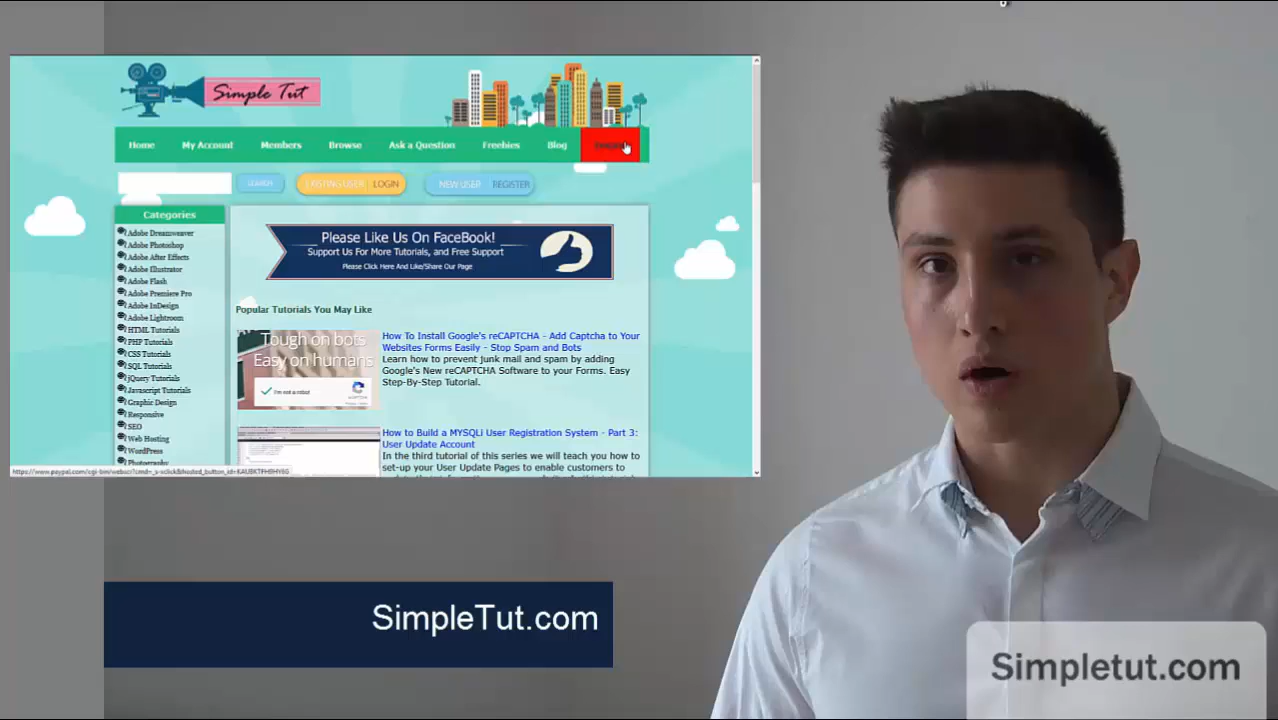 Simple Tut
Home
My Account
Members
Browse
Ask a Question
Freebies
Blog
SEARCH
EXISTING USER LOGIN
NEW USER REGISTER
Categories
Adobe Dreamweaver
Adobe Photoshop
Adobe After Effects
Adobe Illustrator
Adobe Flash
Adobe Premiere Pro
Adobe InDesign
Adobe Lightroom
HTML Tutorials
PHP Tutorials
CSS Tutorials
SQL Tutorials
jQuery Tutorials
Javascript Tutorials
Graphic Design
Responsive
SEO
Web Hosting
WordPress
Photography
Please Like Us On FaceBook!
Support Us For More Tutorials, and Free Support
Please Click Here And Like/Share Our Page
Popular Tutorials You May Like
Tough on bots
Easy on humans
I'm not a robot
How To Install Google's reCAPTCHA - Add Captcha to Your
Websites Forms Easily - Stop Spam and Bots
Learn how to prevent junk mail and spam by adding
Google's New reCAPTCHA Software to your Forms. Easy
Step-By-Step Tutorial.
How to Build a MYSQLi User Registration System - Part 3:
User Update Account
In the third tutorial of this series we will teach you how to
set-up your User Update Pages to enable customers to
SimpleTut.com
Simpletut.com